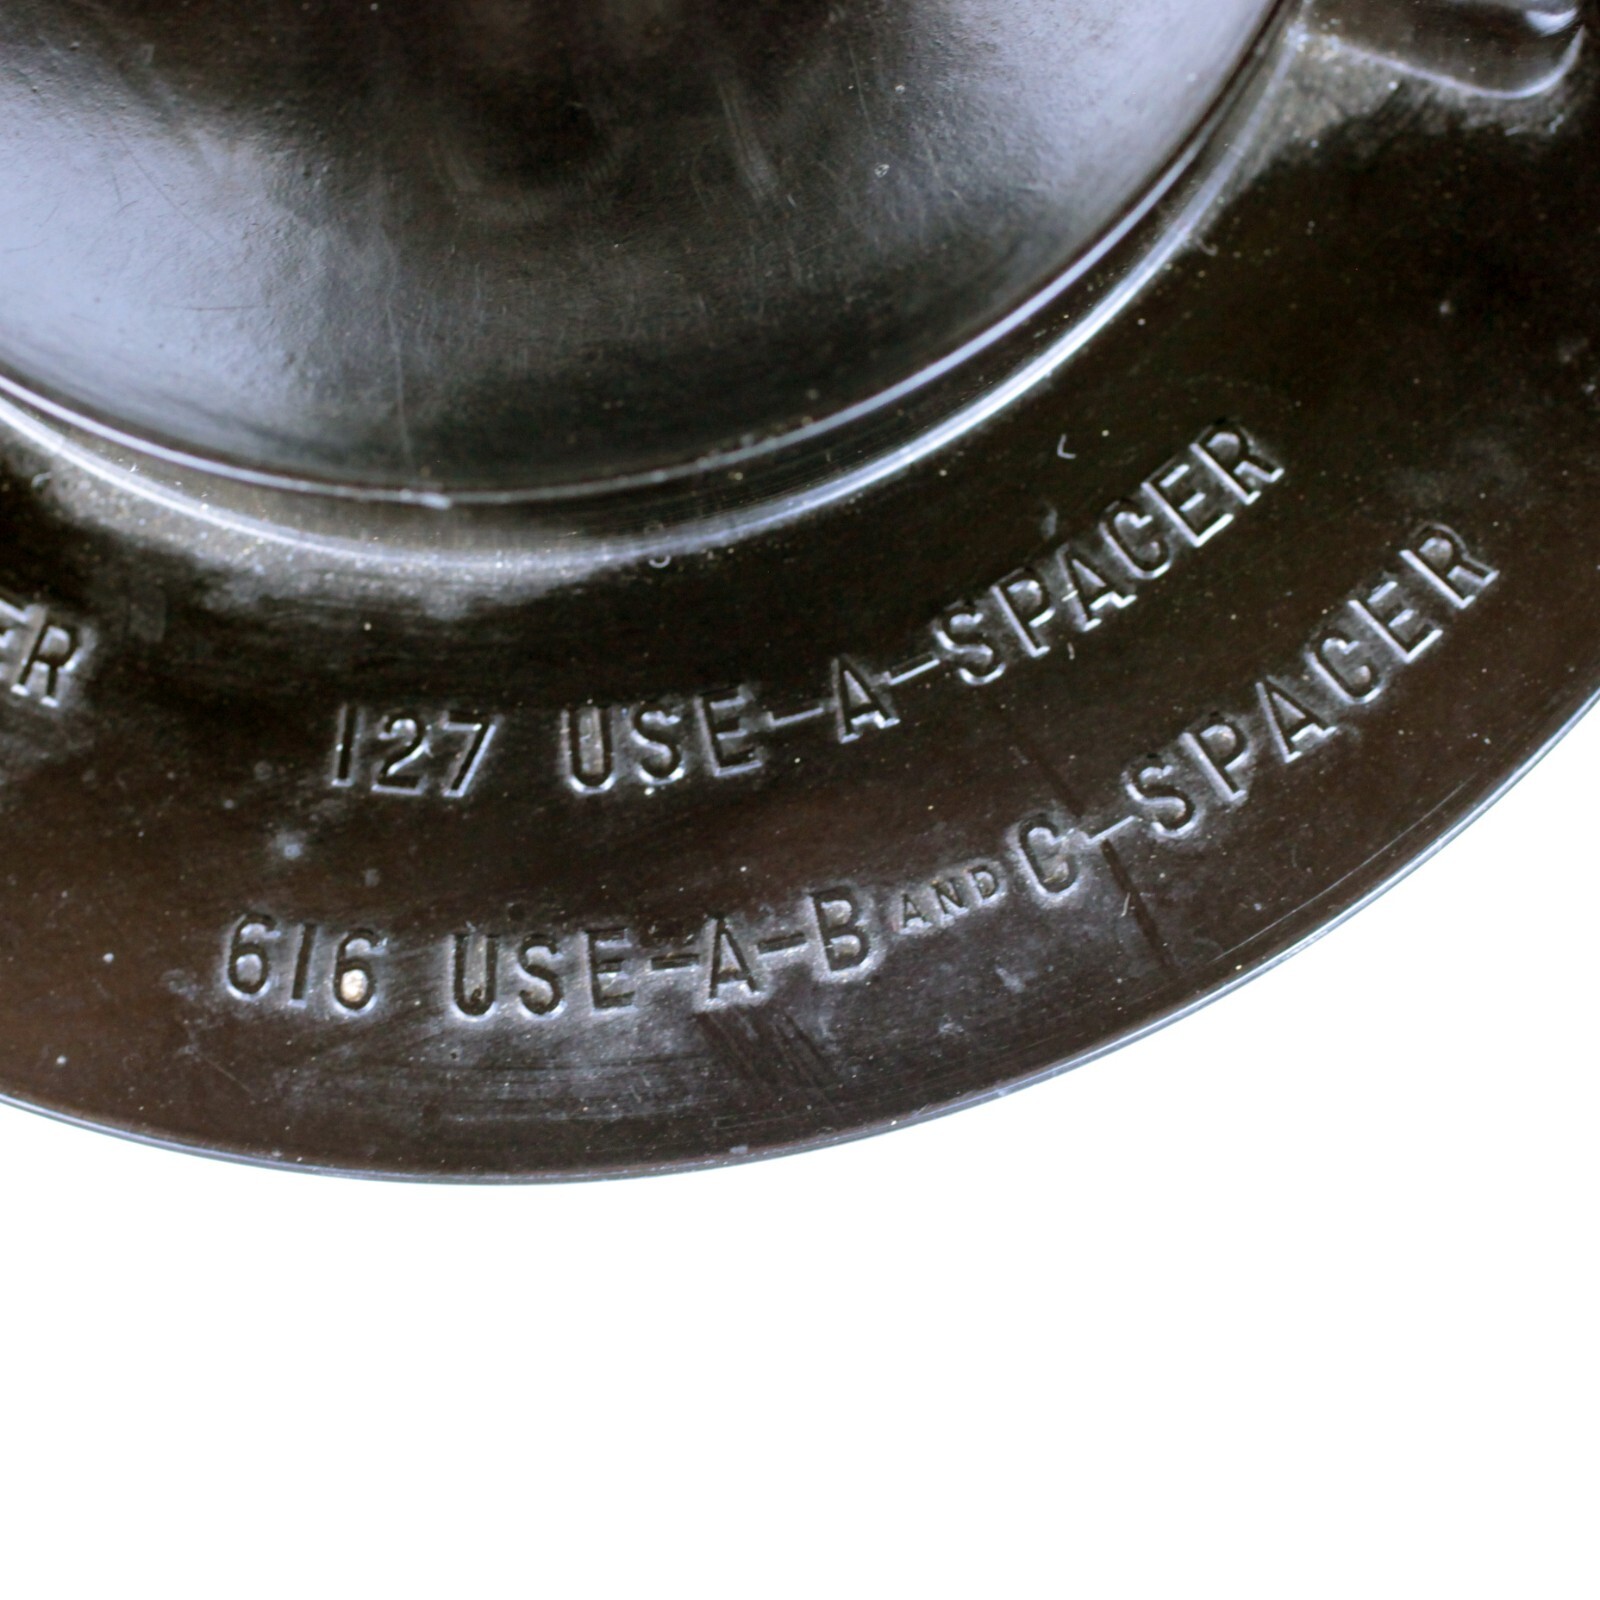 127 USE-A-SPACER
616 USE-A-B AND C-SPACER